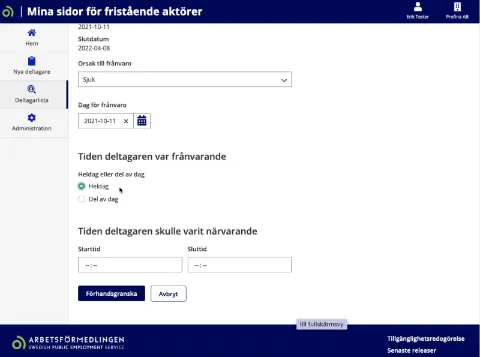 Mina sidor för fristående aktörer
Erik Tester
Profina AB
Hem
Nya deltagare
Deltagarlista
Administration
2021-10-11
Slutdatum
2022-04-08
Orsak till frånvaro
Sjuk
Dag för frånvaro
2021-10-11
Tiden deltagaren var frånvarande
Heldag eller del av dag
Heldag
Del av dag
Tiden deltagaren skulle varit närvarande
Starttid
Sluttid
-- : --
-- : --
Förhandsgranska
Avbryt
till fullskärmsvy
ARBETSFÖRMEDLINGEN
SWEDISH PUBLIC EMPLOYMENT SERVICE
Tillgänglighetsredogörelse
Senaste releaser